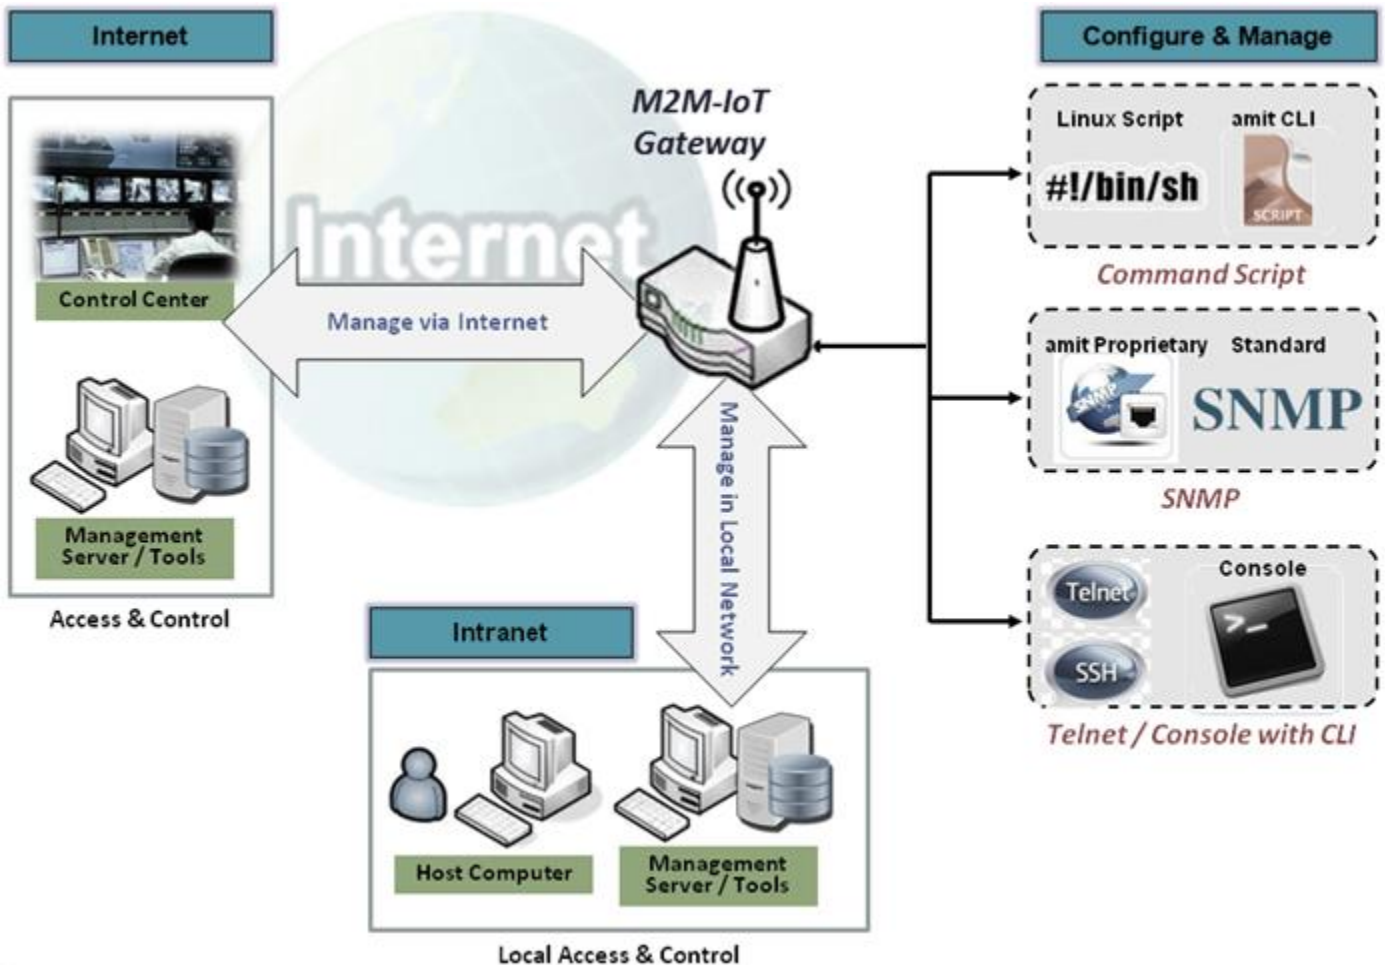 Internet
Configure & Manage
M2M-IoT
Gateway
Linux Script
amit CLI
#!/bin/sh
SCRIPT
Command Script
Internet
Control Center
Manage via Internet
amit Proprietary
Standard
SNMP
SNMP
SNMP
Manage in Local Network
Management
Server / Tools
Access & Control
Telnet
SSH
Console
>_
Telnet / Console with CLI
Intranet
Host Computer
Management
Server / Tools
Local Access & Control